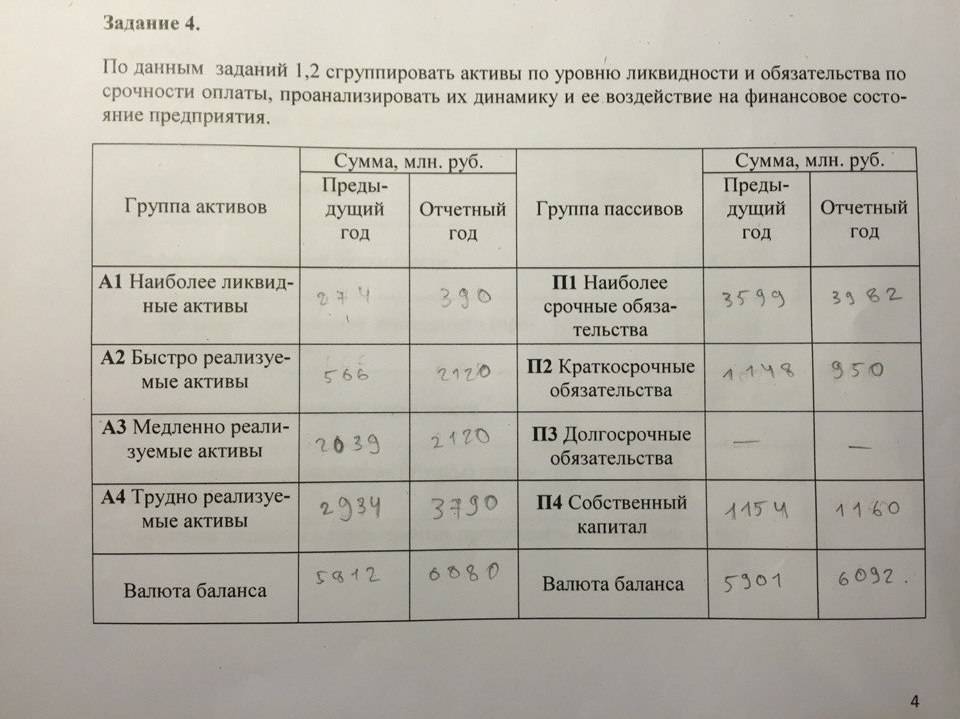 Задание 4.
По данным заданий 1,2 сгруппировать активы по уровню ликвидности и обязательства по
срочности оплаты, проанализировать их динамику и ее воздействие на финансовое состо-
яние предприятия.
Группа активов
Сумма, млн. руб.
Преды-
дущий
год
Отчетный
год
Группа пассивов
Сумма, млн. руб.
Преды-
дущий
год
Отчетный
год
А1 Наиболее ликвид-
ные активы
274
390
П1 Наиболее
срочные обяза-
тельства
3599
3982
А2 Быстро реализуе-
мые активы
566
2120
П2 Краткосрочные
обязательства
1148
950
А3 Медленно реали-
зуемые активы
2039
2120
П3 Долгосрочные
обязательства
—
—
А4 Трудно реализуе-
мые активы
2934
3790
П4 Собственный
капитал
1154
1160
Валюта баланса
5812
Валюта баланса
5901
6092.
4